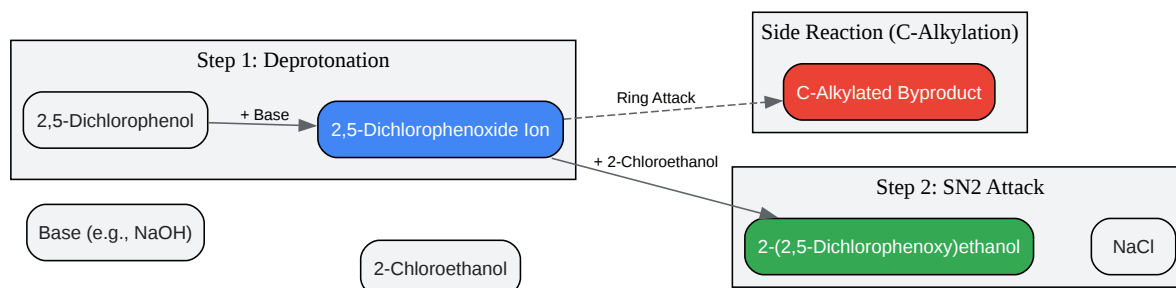 Step 1: Deprotonation
2,5-Dichlorophenol
+ Base
2,5-Dichlorophenoxide Ion
Ring Attack
Side Reaction (C-Alkylation)
C-Alkylated Byproduct
+ 2-Chloroethanol
Step 2: SN2 Attack
2-(2,5-Dichlorophenoxy)ethanol
NaCl
Base (e.g., NaOH)
2-Chloroethanol